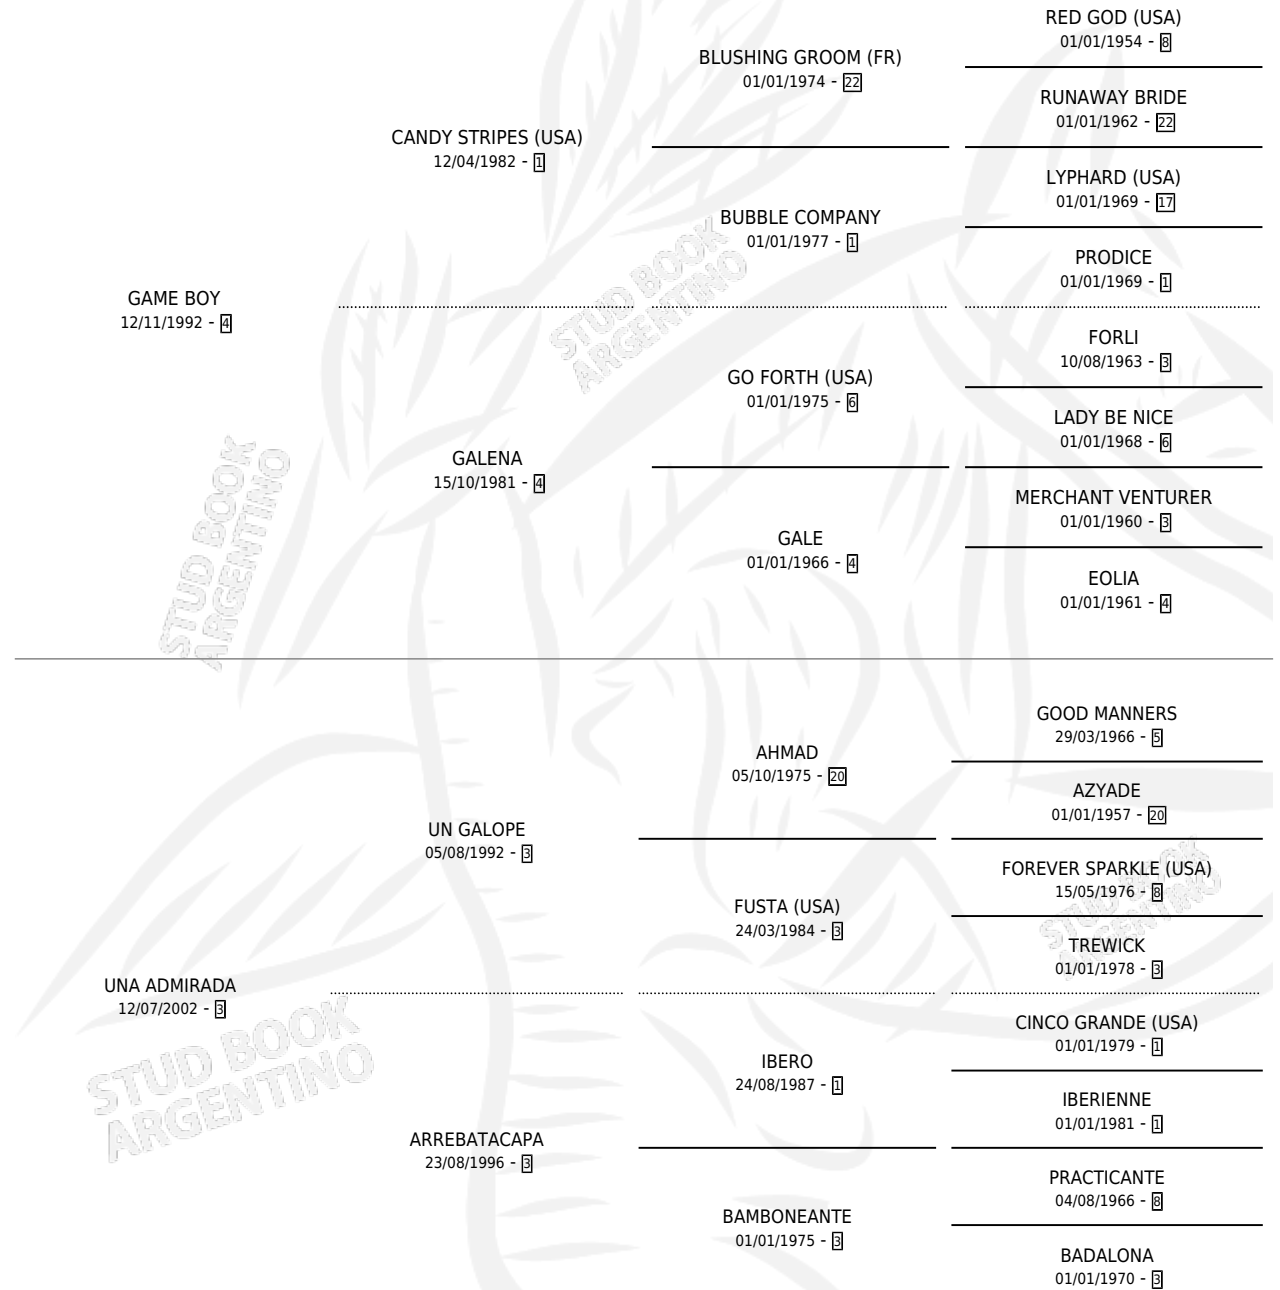 RED GOD (USA)
01/01/1954 - 8
BLUSHING GROOM (FR)
01/01/1974 - 22
RUNAWAY BRIDE
01/01/1962 - 22
CANDY STRIPES (USA)
12/04/1982 - 1
LYPHARD (USA)
01/01/1969 - 17
BUBBLE COMPANY
01/01/1977 - 1
PRODICE
01/01/1969 - 1
GAME BOY
12/11/1992 - 4
STUD BOOK
ARGENTINO
FORLI
10/08/1963 - 3
GO FORTH (USA)
01/01/1975 - 6
LADY BE NICE
01/01/1968 - 6
GALENA
15/10/1981 - 4
MERCHANT VENTURER
01/01/1960 - 3
GALE
01/01/1966 - 4
EOLIA
01/01/1961 - 4
STUD BOOK
ARGENTINO
GOOD MANNERS
29/03/1966 - 5
AHMAD
05/10/1975 - 20
AZYADE
01/01/1957 - 20
UN GALOPE
05/08/1992 - 3
FOREVER SPARKLE (USA)
15/05/1976 - 8
FUSTA (USA)
24/03/1984 - 3
STUD BOOK
ARGENTINO
TREWICK
01/01/1978 - 3
UNA ADMIRADA
12/07/2002 - 3
CINCO GRANDE (USA)
01/01/1979 - 1
STUD BOOK
ARGENTINO
IBERO
24/08/1987 - 1
IBERIENNE
01/01/1981 - 1
ARREBATACAPA
23/08/1996 - 3
PRACTICANTE
04/08/1966 - 8
BAMBONEANTE
01/01/1975 - 3
BADALONA
01/01/1970 - 3